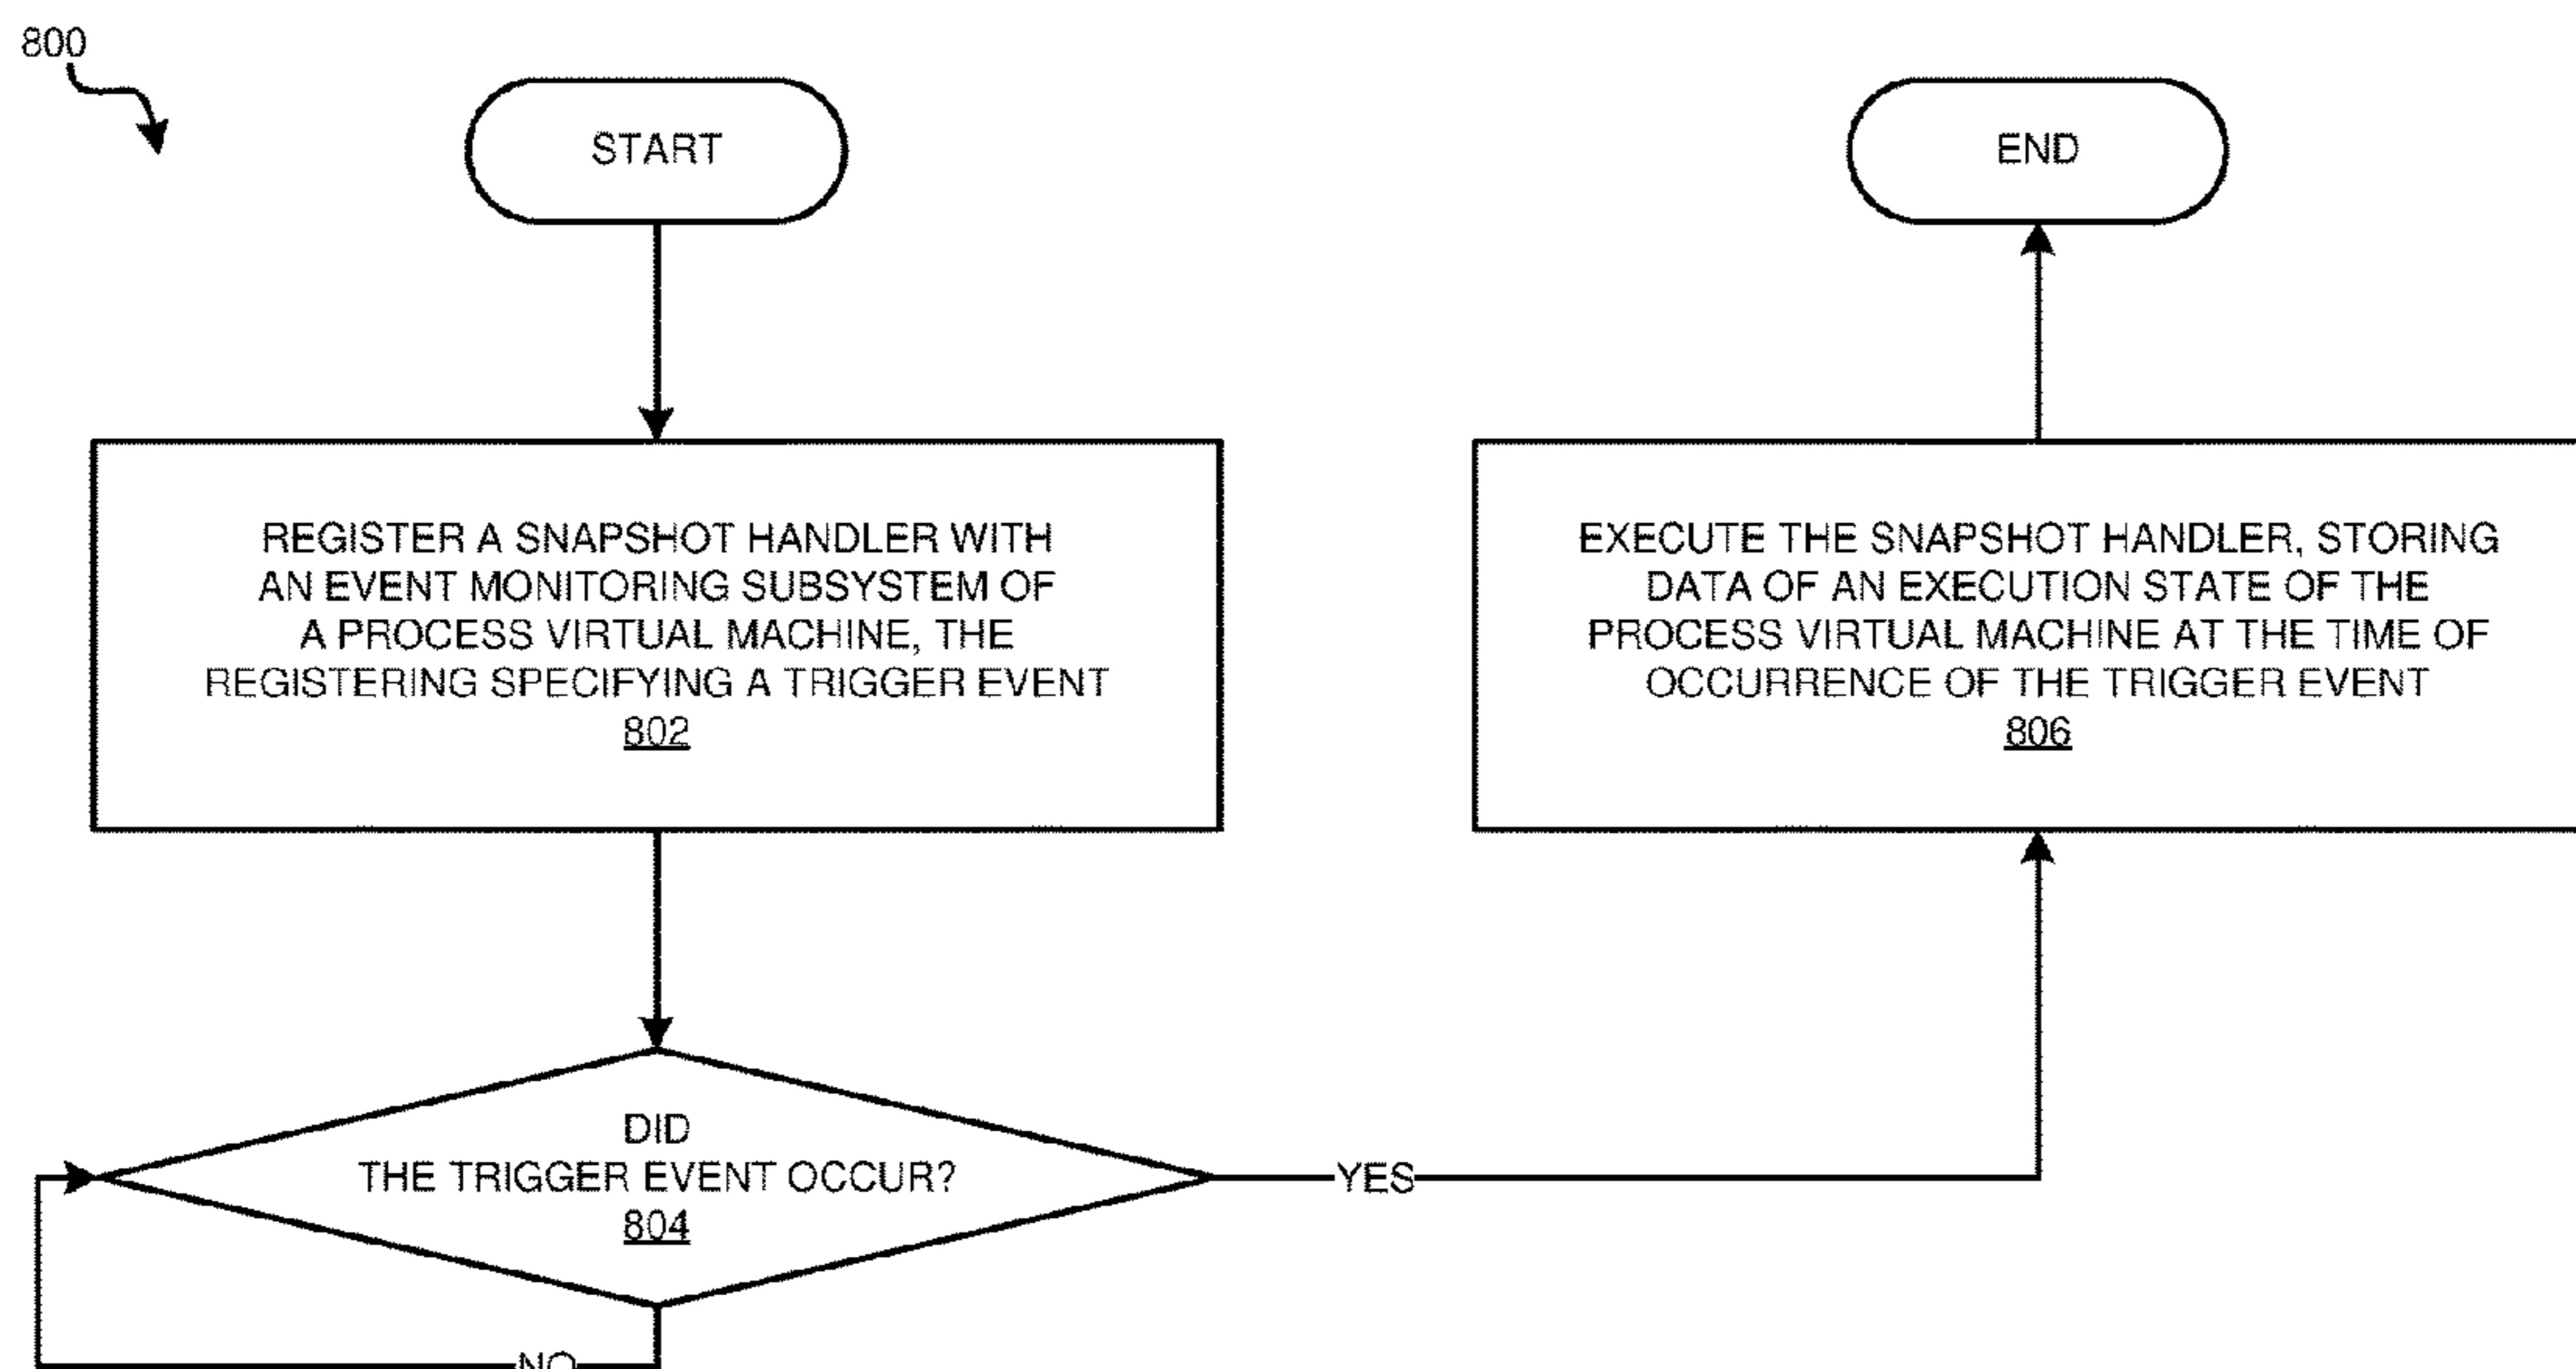 800
START
REGISTER A SNAPSHOT HANDLER WITH
AN EVENT MONITORING SUBSYSTEM OF
A PROCESS VIRTUAL MACHINE, THE
REGISTERING SPECIFYING A TRIGGER EVENT
802
DID
THE TRIGGER EVENT OCCUR?
804
NO
YES
EXECUTE THE SNAPSHOT HANDLER, STORING
DATA OF AN EXECUTION STATE OF THE
PROCESS VIRTUAL MACHINE AT THE TIME OF
OCCURRENCE OF THE TRIGGER EVENT
806
END